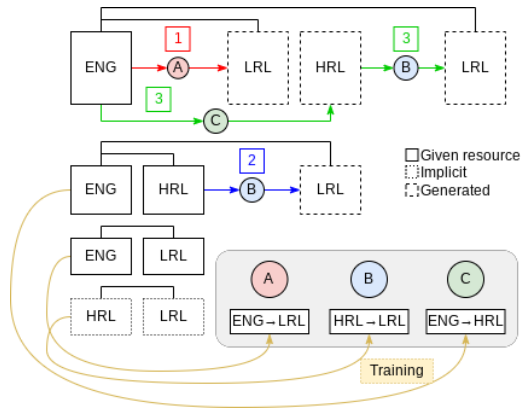 1
3
ENG
A
LRL
HRL
B
LRL
3
C
2
ENG
HRL
B
LRL
Given resource
Implicit
Generated
ENG
LRL
A
B
C
HRL
LRL
ENG→LRL
HRL→LRL
ENG→HRL
Training